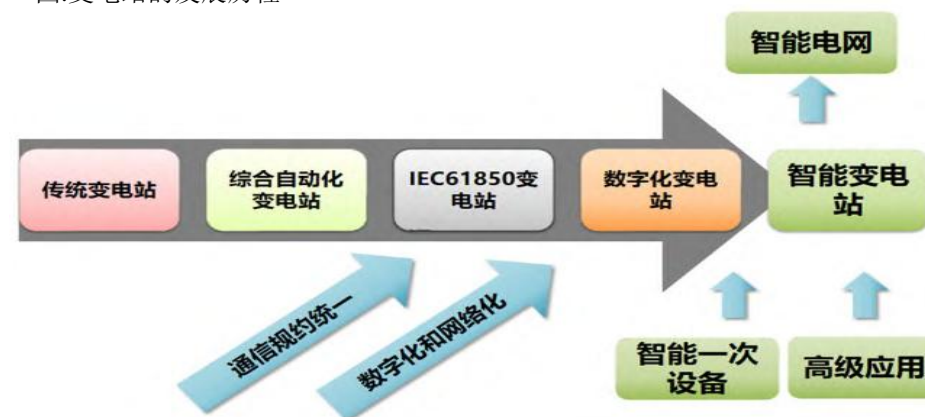 智能电网
传统变电站
综合自动化
变电站
IEC61850变
电站
数字化变电
站
智能变电
站
通信规约统一
数字化和网络化
智能一次
设备
高级应用